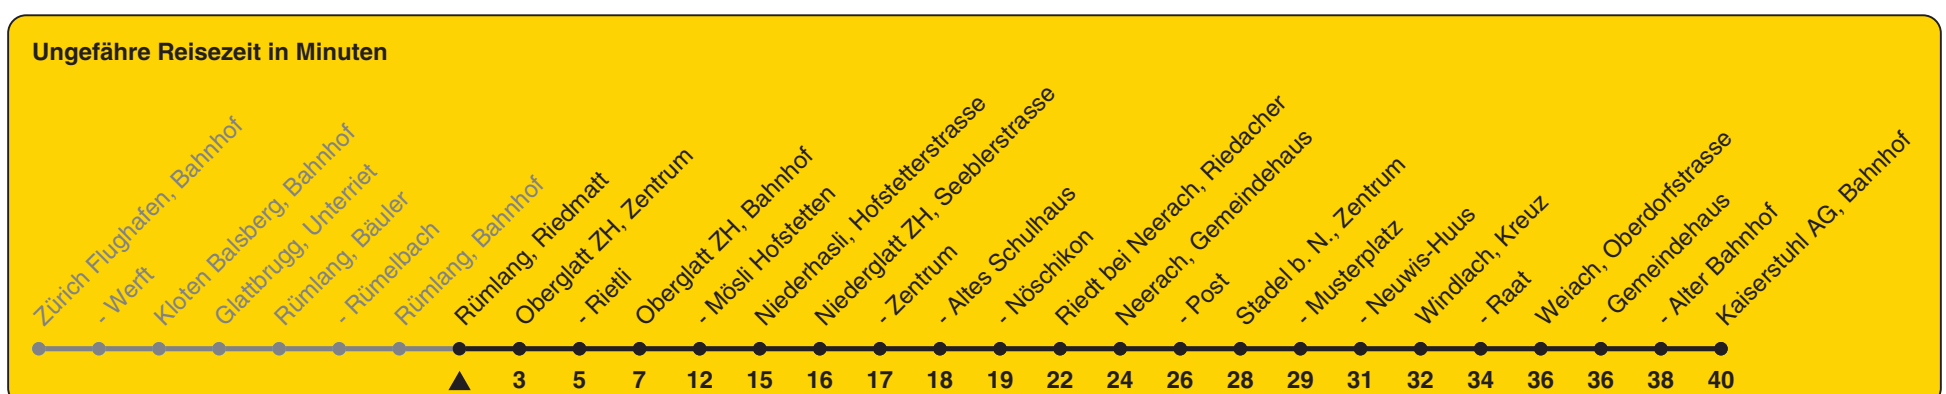 Ungefähre Reisezeit in Minuten
Zürich Flughafen, Bahnhof
- Werft
Kloten Balsberg, Bahnhof
Glattbrugg, Unterriet
Rümlang, Bäuler
- Rümelbach
Rümlang, Bahnhof
Rümlang, Riedmatt
Oberglatt ZH, Zentrum
- Rietli
Oberglatt ZH, Bahnhof
- Mösli Hofstetten
Niederhasli, Hofstetterstrasse
Niederglatt ZH, Seeblerstrasse
- Zentrum
- Altes Schulhaus
- Nöschikon
Riedt bei Neerach, Riedacher
Neerach, Gemeindehaus
- Post
Stadel b. N., Zentrum
- Musterplatz
- Neuwis-Huus
Windlach, Kreuz
- Raat
Weiach, Oberdorfstrasse
- Gemeindehaus
- Alter Bahnhof
Kaiserstuhl AG, Bahnhof
3 5 7 12 15 16 17 18 19 22 24 26 28 29 31 32 34 36 36 38 40